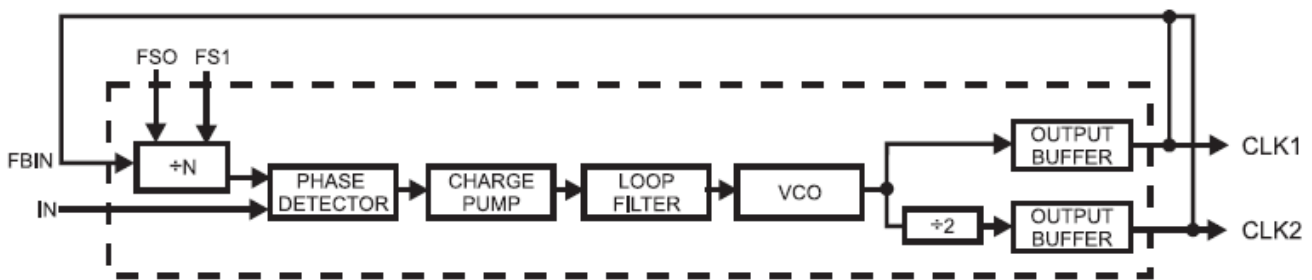 FSO FS1
FBIN
÷N
IN
PHASE
DETECTOR
CHARGE
PUMP
LOOP
FILTER
VCO
÷2
OUTPUT
BUFFER
OUTPUT
BUFFER
CLK1
CLK2